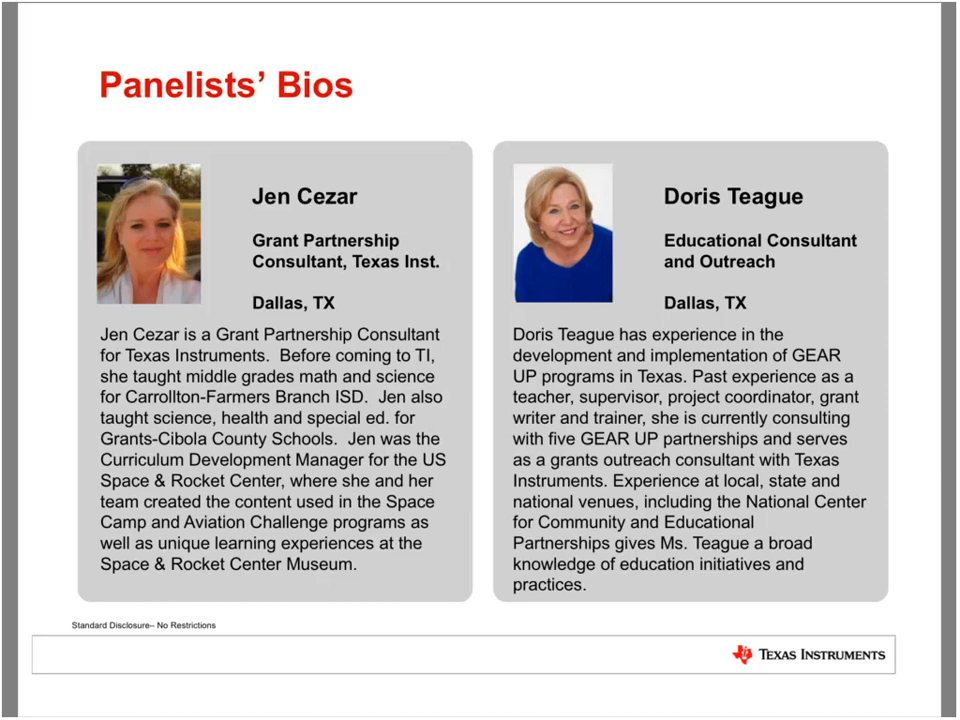 Panelists’ Bios
Jen Cezar
Grant Partnership
Consultant, Texas Inst.
Dallas, TX
Jen Cezar is a Grant Partnership Consultant
for Texas Instruments.  Before coming to TI,
she taught middle grades math and science
for Carrollton-Farmers Branch ISD.  Jen also
taught science, health and special ed. for
Grants-Cibola County Schools.  Jen was the
Curriculum Development Manager for the US
Space & Rocket Center, where she and her
team created the content used in the Space
Camp and Aviation Challenge programs as
well as unique learning experiences at the
Space & Rocket Center Museum.
Doris Teague
Educational Consultant
and Outreach
Dallas, TX
Doris Teague has experience in the
development and implementation of GEAR
UP programs in Texas. Past experience as a
teacher, supervisor, project coordinator, grant
writer and trainer, she is currently consulting
with five GEAR UP partnerships and serves
as a grants outreach consultant with Texas
Instruments. Experience at local, state and
national venues, including the National Center
for Community and Educational
Partnerships gives Ms. Teague a broad
knowledge of education initiatives and
practices.
Standard Disclosure– No Restrictions
TEXAS INSTRUMENTS